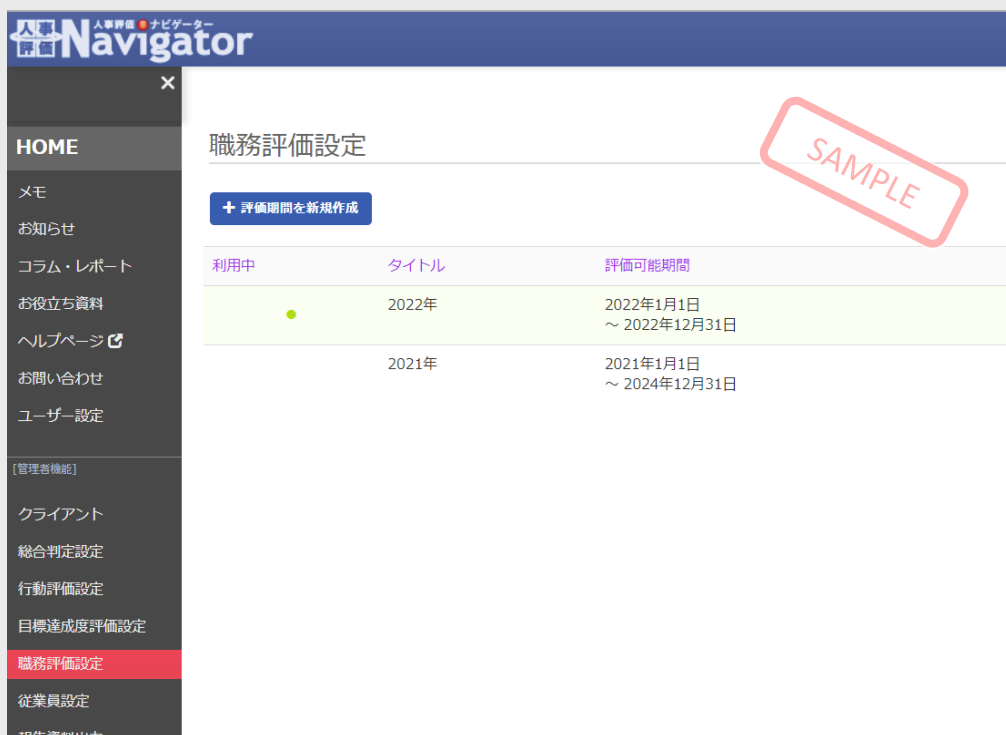 人事評価 人事評価●ナビゲーター
Navigator
×
HOME
メモ
お知らせ
コラム・レポート
お役立ち資料
ヘルプページ
お問い合わせ
ユーザー設定
[管理者機能]
クライアント
総合判定設定
行動評価設定
目標達成度評価設定
職務評価設定
従業員設定
報告資料出力
職務評価設定
SAMPLE
+ 評価期間を新規作成
利用中 タイトル 評価可能期間
2022年 2022年1月1日
～ 2022年12月31日
2021年 2021年1月1日
～ 2024年12月31日